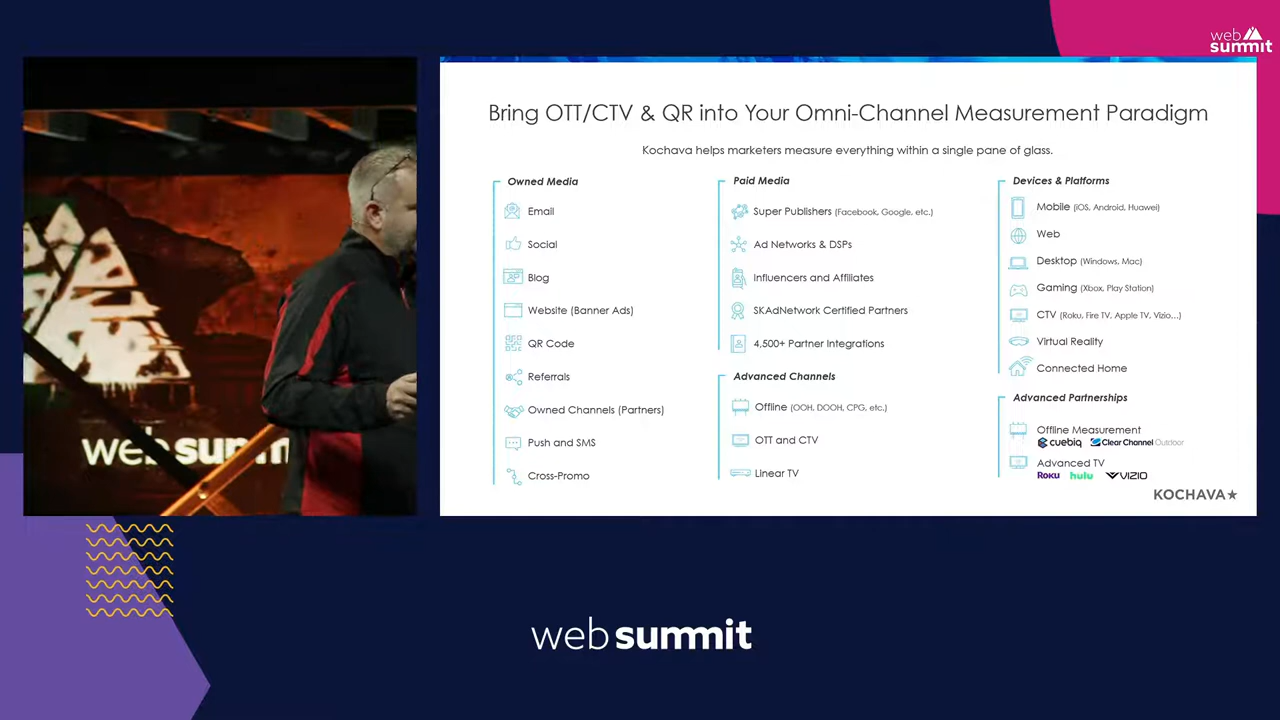 web
summit
Bring OTT/CTV & QR into Your Omni-Channel Measurement Paradigm
Kochava helps marketers measure everything within a single pane of glass.
Owned Media
Email
Social
Blog
Website (Banner Ads)
QR Code
Referrals
Owned Channels (Partners)
Push and SMS
Cross-Promo
Paid Media
Super Publishers (Facebook, Google, etc.)
Ad Networks & DSPs
Influencers and Affiliates
SKAdNetwork Certified Partners
4,500+ Partner Integrations
Advanced Channels
Offline (OOH, DOOH, CPG, etc.)
OTT and CTV
Linear TV
Devices & Platforms
Mobile (iOS, Android, Huawei)
Web
Desktop (Windows, Mac)
Gaming (Xbox, Play Station)
CTV (Roku, Fire TV, Apple TV, Vizio...)
Virtual Reality
Connected Home
Advanced Partnerships
Offline Measurement
cuebiq Clear Channel Outdoor
Advanced TV
Roku hulu VIZIO
KOCHAVA★
web summ
web summit